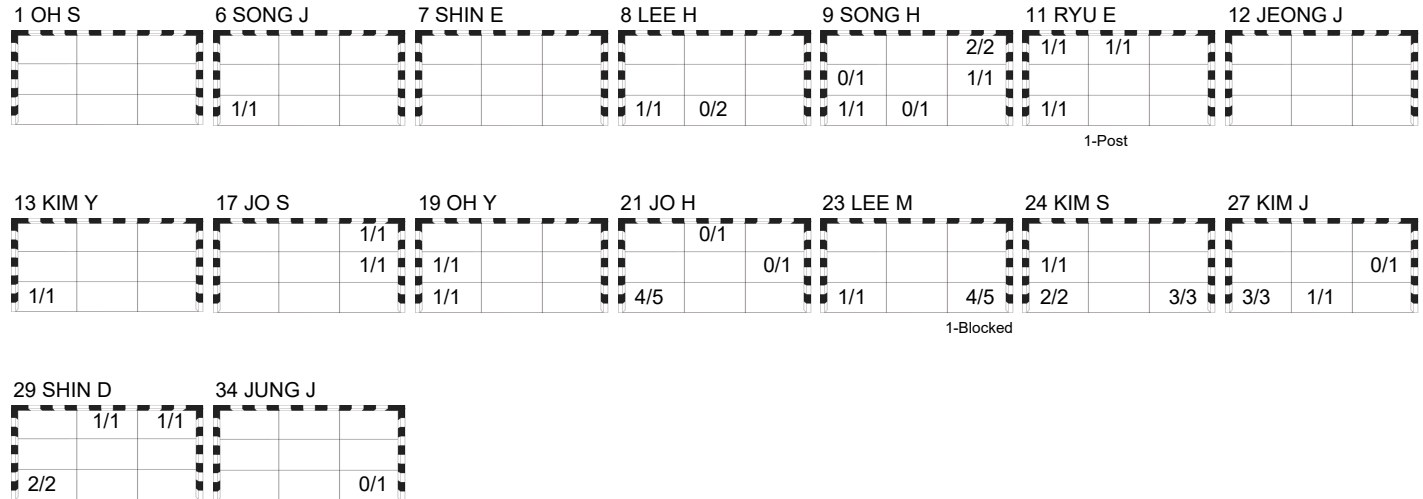 1 OH S 6 SONG J 7 SHIN E 8 LEE H 9 SONG H 11 RYU E 12 JEONG J
2/2 1/1 1/1
0/1 1/1
1/1 1/1 0/2 1/1 0/1 1/1
1-Post
13 KIM Y 17 JO S 19 OH Y 21 JO H 23 LEE M 24 KIM S 27 KIM J
1/1 0/1
1/1 1/1 0/1 1/1 0/1
1/1 1/1 4/5 1/1 4/5 2/2 3/3 3/3 1/1
1-Blocked
29 SHIN D 34 JUNG J
1/1 1/1
2/2 0/1